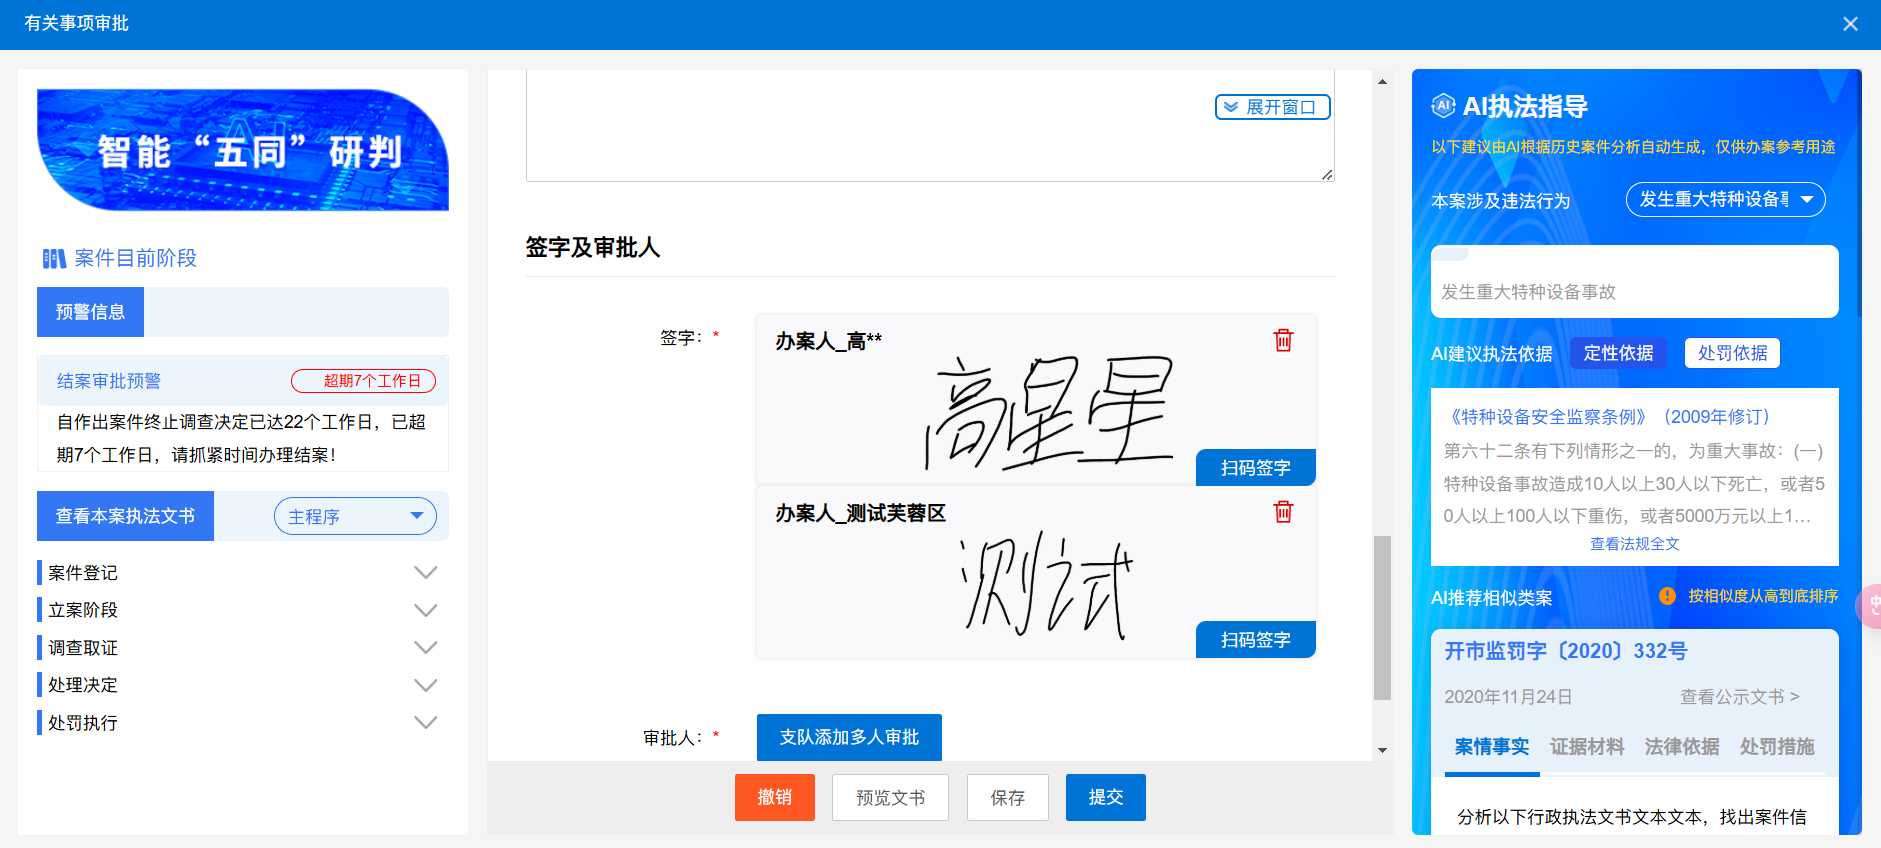 有关事项审批
智能“五同”研判
案件目前阶段
预警信息
结案审批预警
超期7个工作日
自作出案件终止调查决定已达22个工作日，已超
期7个工作日，请抓紧时间办理结案！
查看本案执法文书
主程序
案件登记
立案阶段
调查取证
处理决定
处罚执行
展开窗口
签字及审批人
签字：*
办案人_高**
高星星
扫码签字
办案人_测试芙蓉区
测试
扫码签字
审批人：*
支队添加多人审批
撤销
预览文书
保存
提交
AI执法指导
以下建议由AI根据历史案件分析自动生成，仅供办案参考用途
本案涉及违法行为
发生重大特种设备事
发生重大特种设备事故
AI建议执法依据
定性依据
处罚依据
《特种设备安全监察条例》（2009年修订）
第六十二条有下列情形之一的，为重大事故：(一)
特种设备事故造成10人以上30人以下死亡，或者5
0人以上100人以下重伤，或者5000万元以上1...
查看法规全文
AI推荐相似类案
按相似度从高到底排序
开市监罚字〔2020〕332号
2020年11月24日
查看公示文书 >
案情事实
证据材料
法律依据
处罚措施
分析以下行政执法文书文本文本，找出案件信